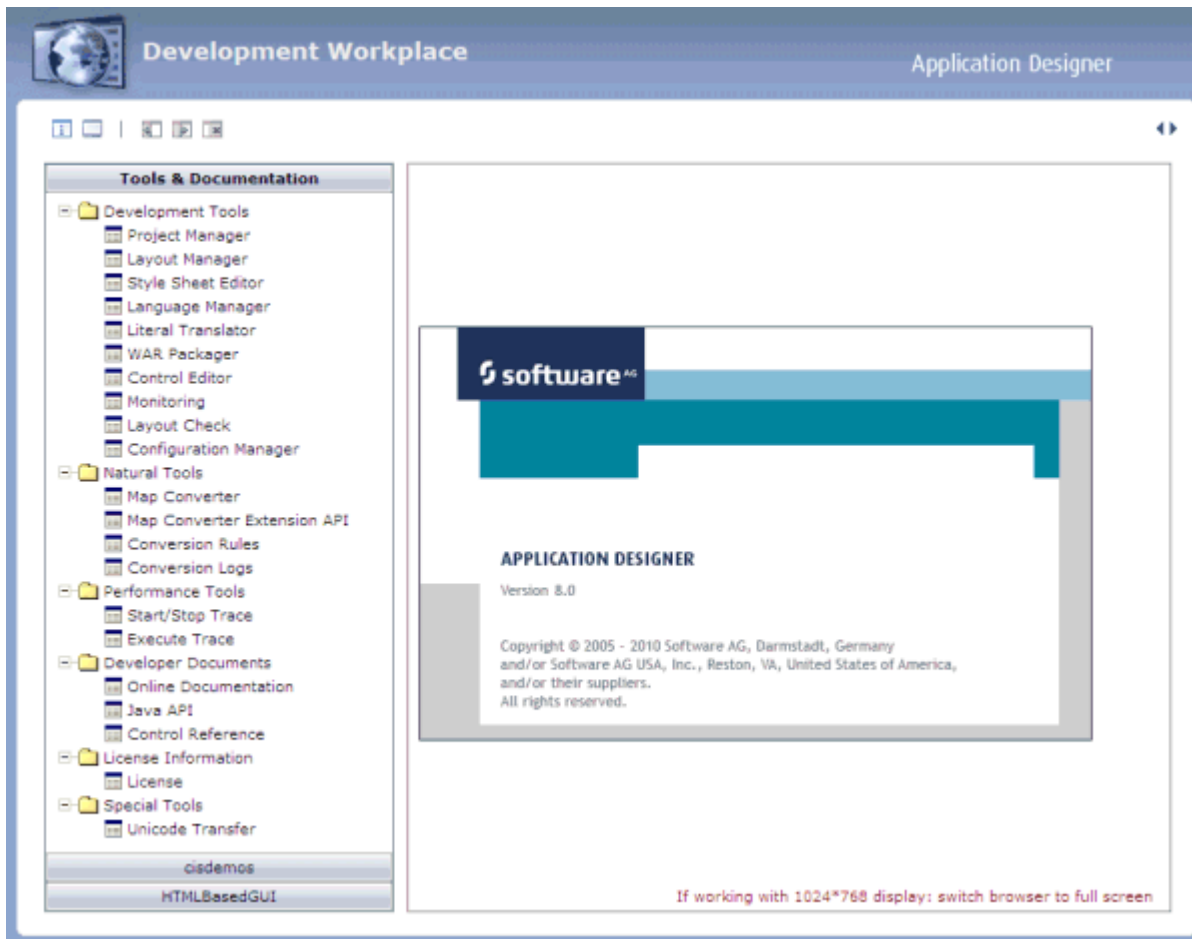 Development Workplace
Application Designer
Tools & Documentation
Development Tools
Project Manager
Layout Manager
Style Sheet Editor
Language Manager
Literal Translator
WAR Packager
Control Editor
Monitoring
Layout Check
Configuration Manager
Natural Tools
Map Converter
Map Converter Extension API
Conversion Rules
Conversion Logs
Performance Tools
Start/Stop Trace
Execute Trace
Developer Documents
Online Documentation
Java API
Control Reference
License Information
License
Special Tools
Unicode Transfer
cisdemos
HTMLBasedGUI
software AG
APPLICATION DESIGNER
Version 8.0
Copyright © 2005 - 2010 Software AG, Darmstadt, Germany
and/or Software AG USA, Inc., Reston, VA, United States of America,
and/or their suppliers.
All rights reserved.
If working with 1024*768 display: switch browser to full screen